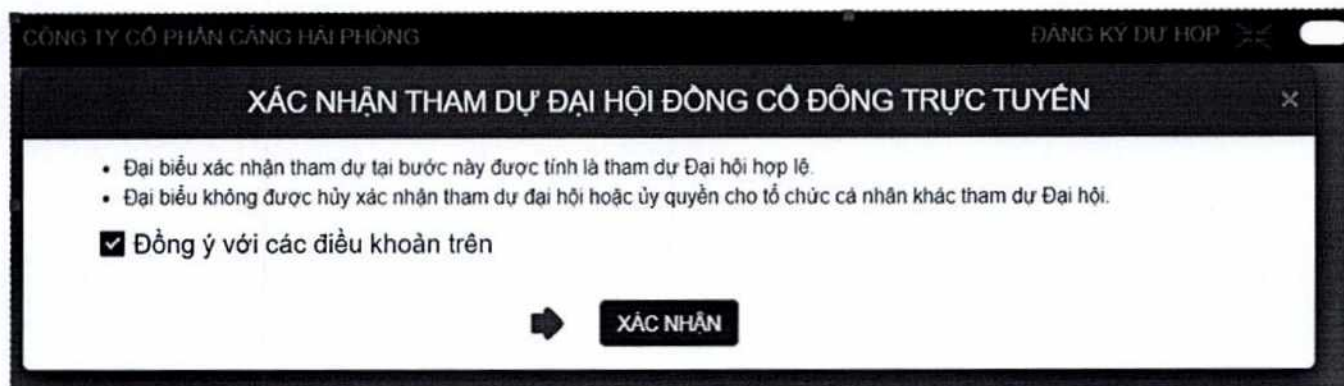 CÔNG TY CỔ PHẦN CẢNG HẢI PHÒNG
ĐĂNG KÝ DỰ HỌP
XÁC NHẬN THAM DỰ ĐẠI HỘI ĐỒNG CỔ ĐÔNG TRỰC TUYẾN
• Đại biểu xác nhận tham dự tại bước này được tính là tham dự Đại hội hợp lệ.
• Đại biểu không được hủy xác nhận tham dự đại hội hoặc ủy quyền cho tổ chức cá nhân khác tham dự Đại hội.
Đồng ý với các điều khoản trên
XÁC NHẬN